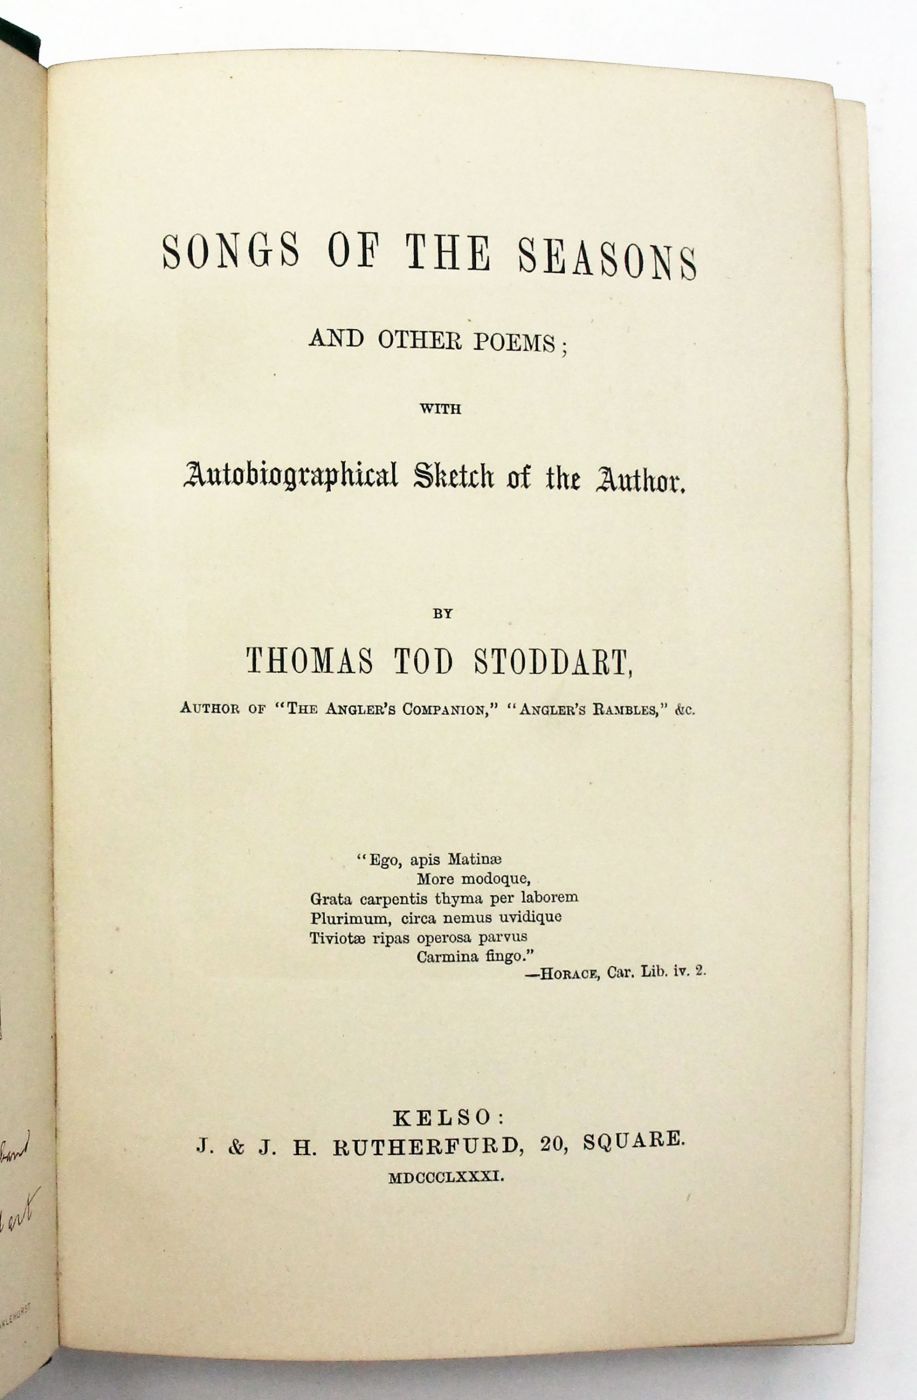 SONGS OF THE SEASONS
AND OTHER POEMS;
WITH
Autobiographical Sketch of the Author.
BY
THOMAS TOD STODDART,
AUTHOR OF "THE ANGLER'S COMPANION," "ANGLER'S RAMBLES," &C.
"Ego, apis Matinæ
More modoque,
Grata carpentis thyma per laborem
Plurimum, circa nemus uvidique
Tiviotæ ripas operosa parvus
Carmina fingo."
—HORACE, Car. Lib. iv. 2.
KELSO:
J. & J. H. RUTHERFURD, 20, SQUARE.
MDCCCLXXXI.